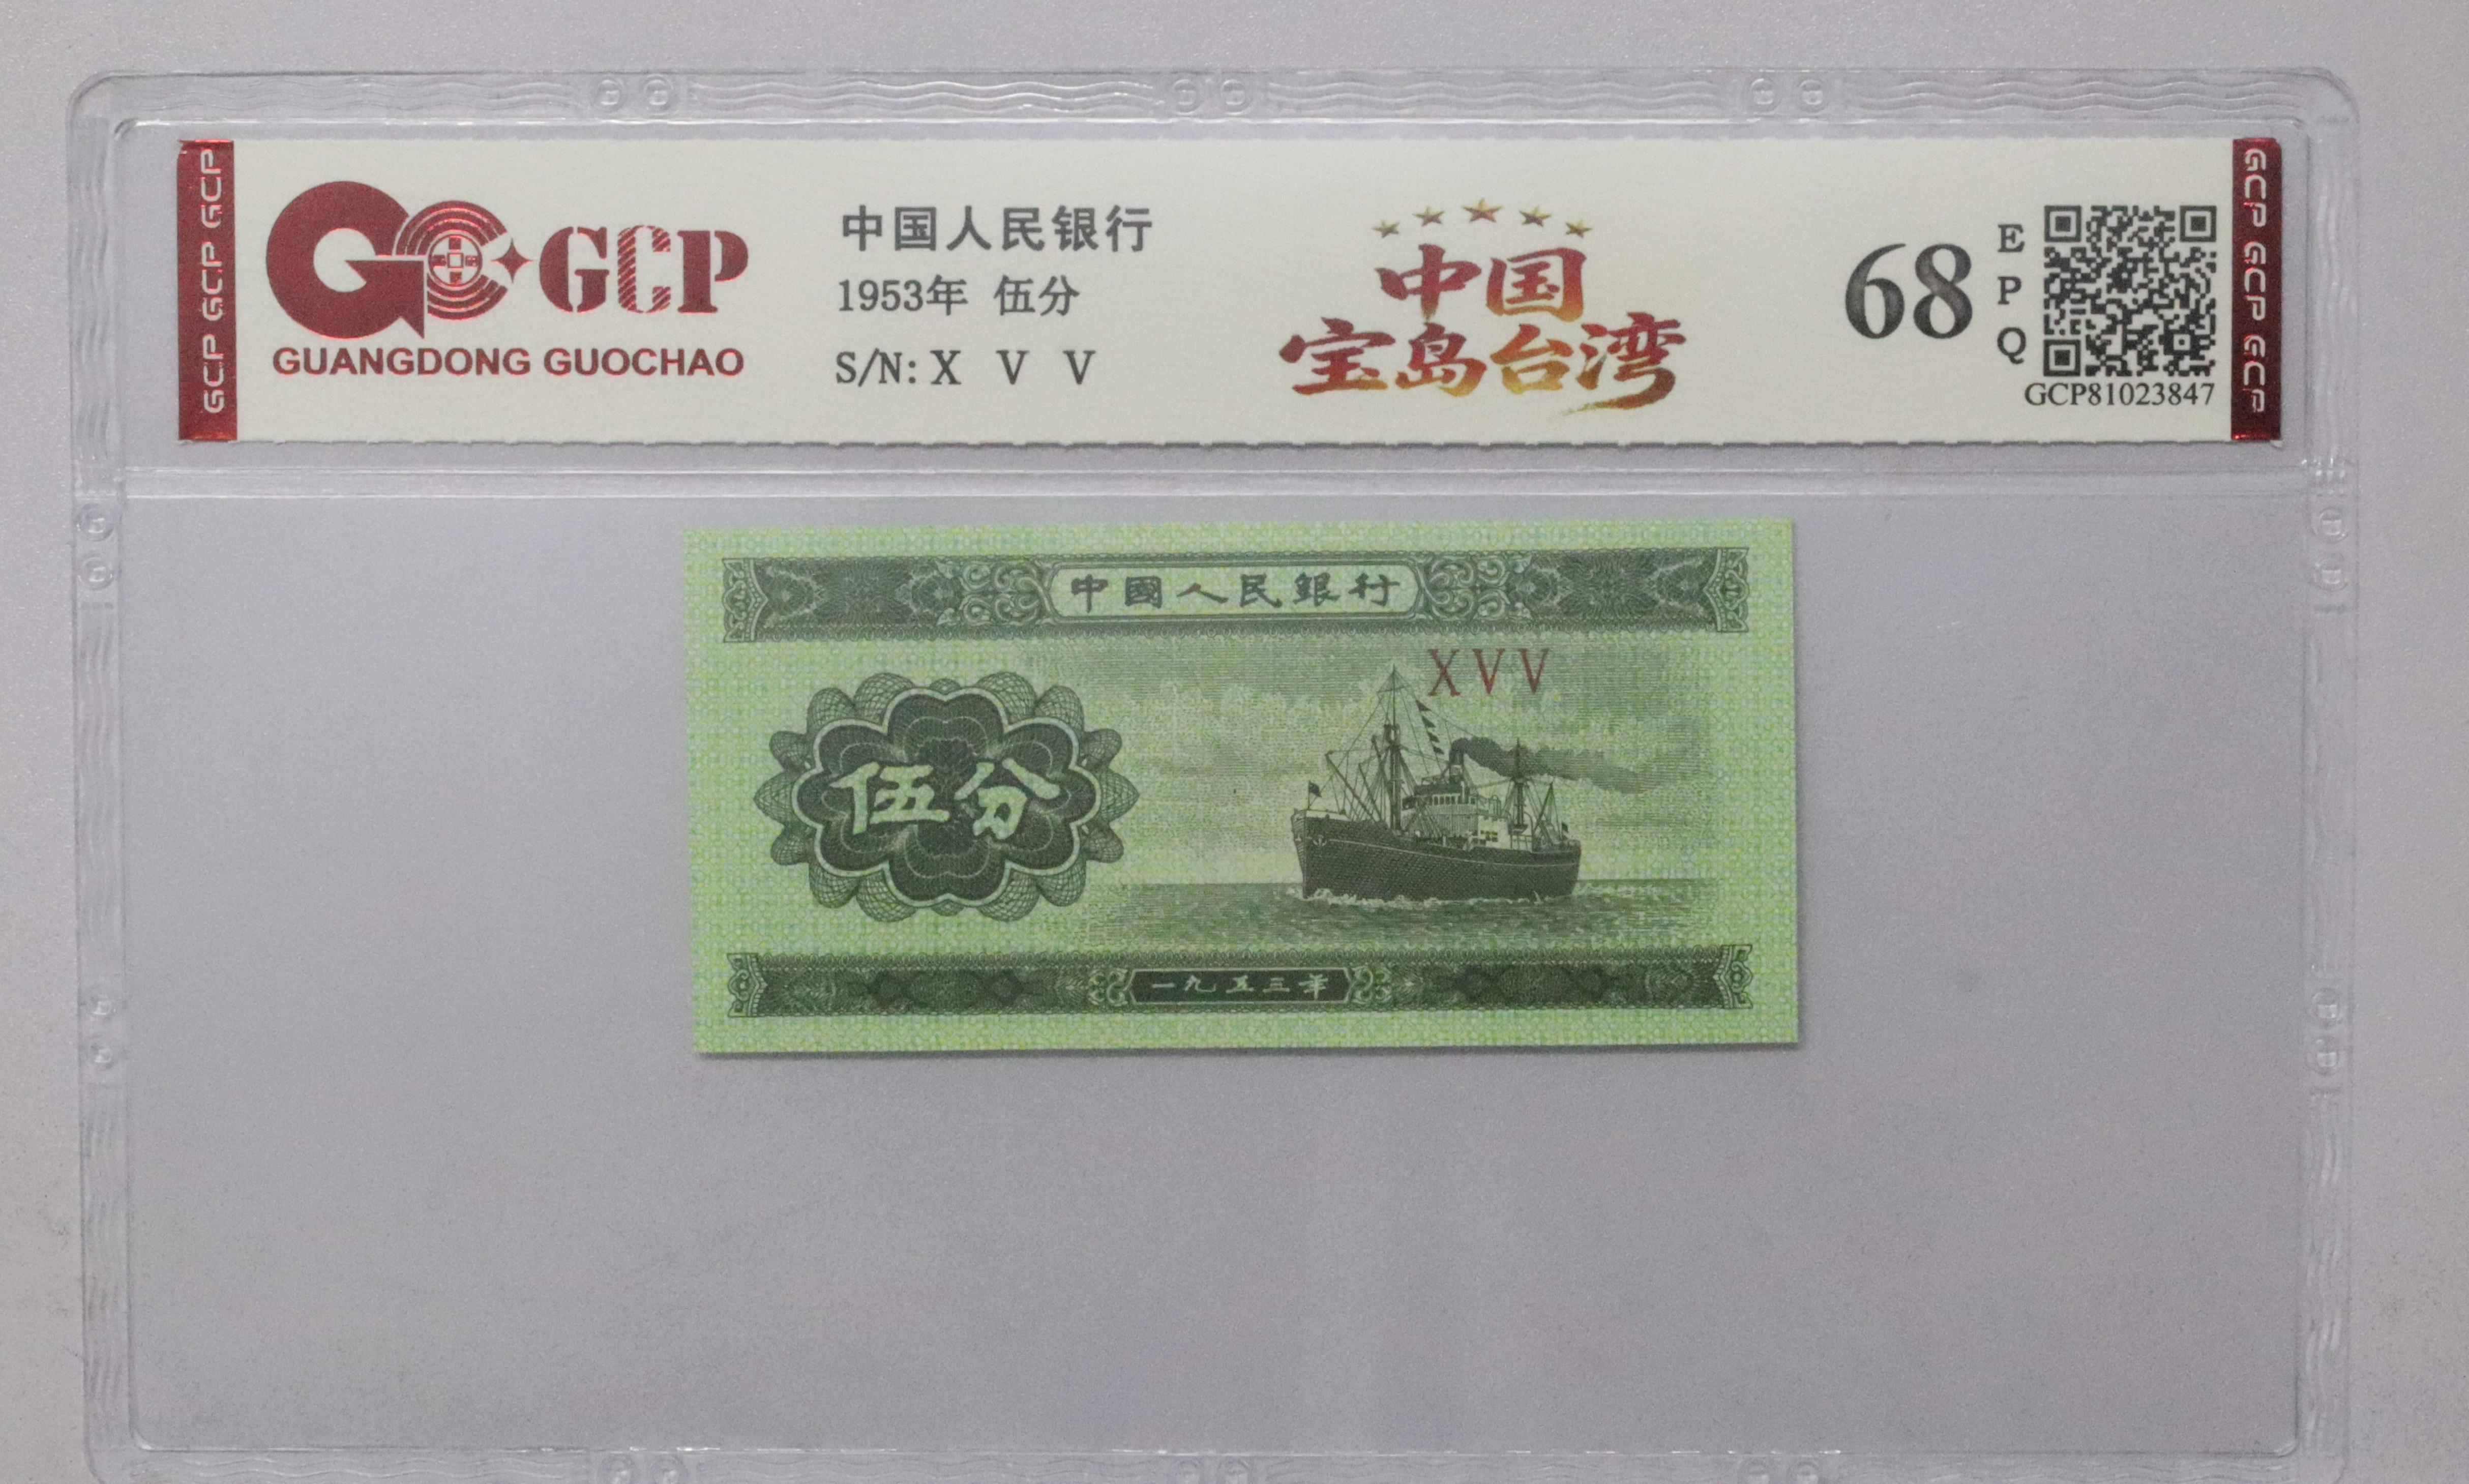 GCP GCP GCP
GCP
GUANGDONG GUOCHAO
中国人民银行
1953年 伍分
S/N: X V V
中国
宝岛台湾
68
E
P
Q
GCP81023847
GCP GCP GCP
中國人民銀行
XVV
伍分
一九五三年